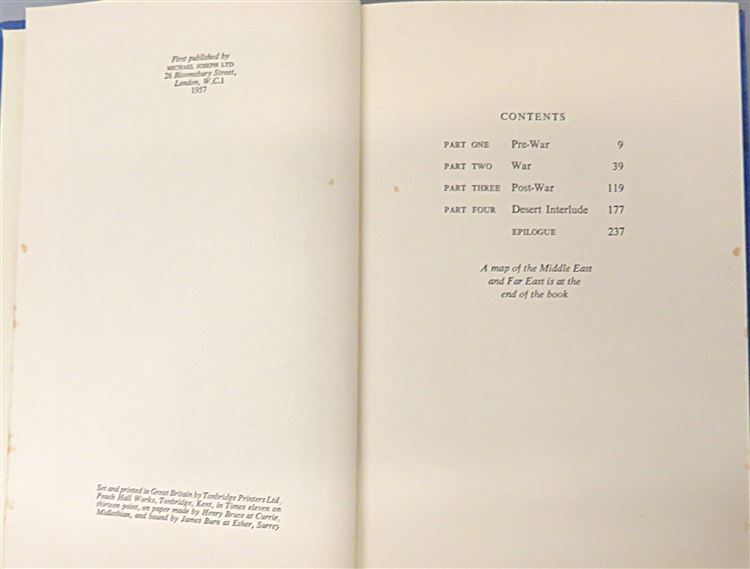 First published by
MICHAEL JOSEPH LTD
26 Bloomsbury Street,
London, W.C.1
1957
Set and printed in Great Britain by Tonbridge Printers Ltd,
Peach Hall Works, Tonbridge, Kent, in Times eleven on
thirteen point, on paper made by Henry Bruce at Currie,
Midlothian, and bound by James Burn at Esher, Surrey
CONTENTS
PART ONE Pre-War 9
PART TWO War 39
PART THREE Post-War 119
PART FOUR Desert Interlude 177
EPILOGUE 237
A map of the Middle East
and Far East is at the
end of the book